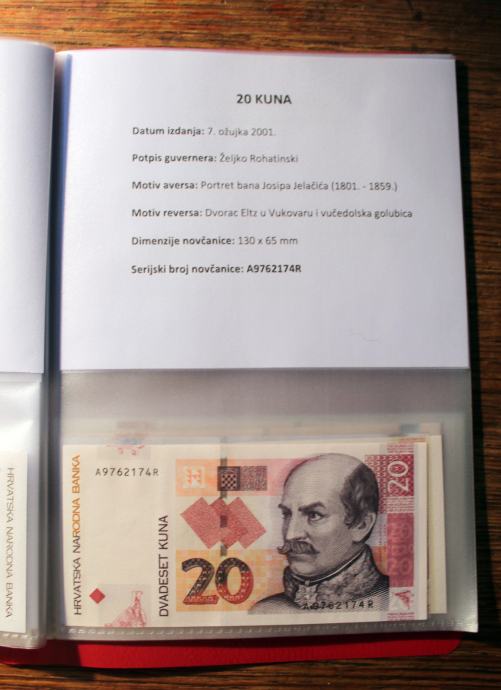 20 KUNA
Datum izdanja: 7. ožujka 2001.
Potpis guvernera: Željko Rohatinski
Motiv aversa: Portret bana Josipa Jelačića (1801. - 1859.)
Motiv reversa: Dvorac Eltz u Vukovaru i vučedolska golubica
Dimenzije novčanice: 130 x 65 mm
Serijski broj novčanice: A9762174R
HRVATSKA NARODNA BANKA
HRVATSKA NARODNA BANKA
A9762174R
DVADESET KUNA
20
20
A9762174R